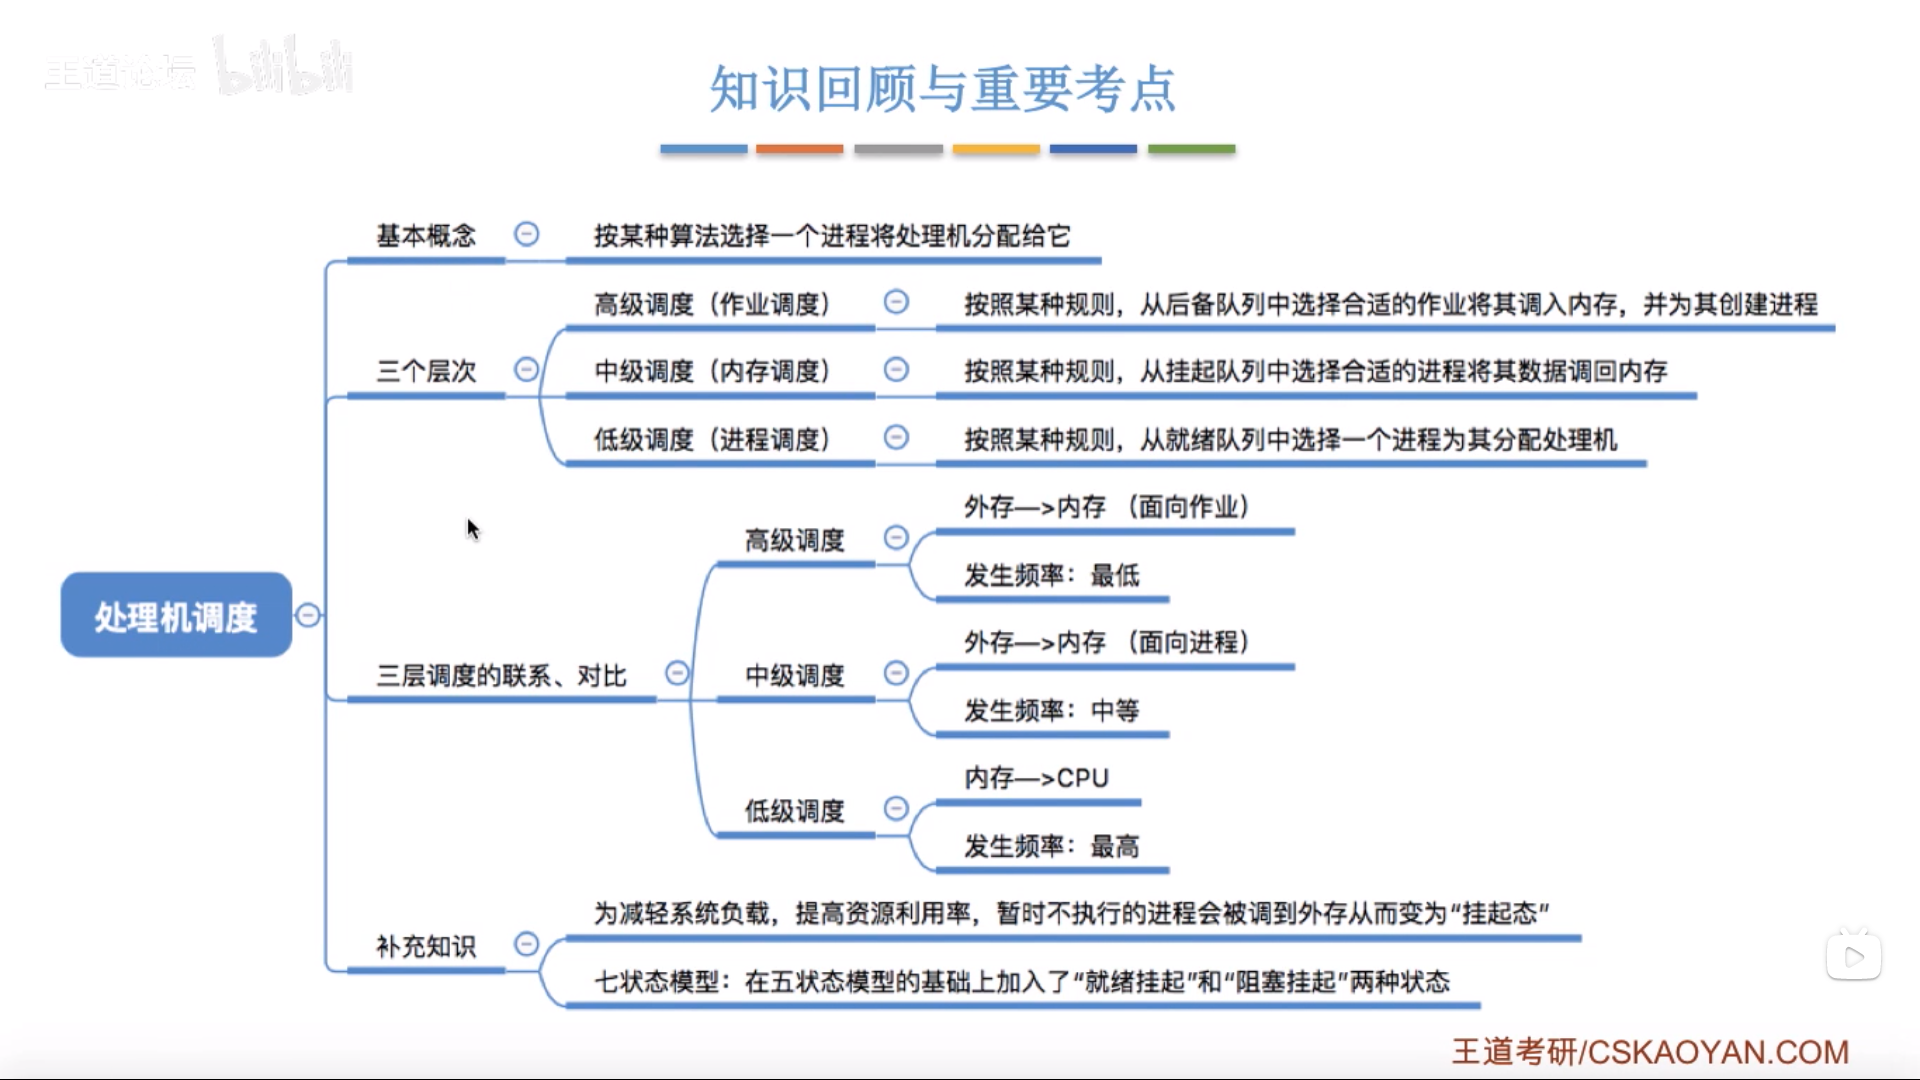 王道论坛 bilibili
知识回顾与重要考点
处理机调度
基本概念
按某种算法选择一个进程将处理机分配给它
三个层次
高级调度（作业调度）
按照某种规则，从后备队列中选择合适的作业将其调入内存，并为其创建进程
中级调度（内存调度）
按照某种规则，从挂起队列中选择合适的进程将其数据调回内存
低级调度（进程调度）
按照某种规则，从就绪队列中选择一个进程为其分配处理机
三层调度的联系、对比
高级调度
外存—>内存 （面向作业）
发生频率：最低
中级调度
外存—>内存 （面向进程）
发生频率：中等
低级调度
内存—>CPU
发生频率：最高
补充知识
为减轻系统负载，提高资源利用率，暂时不执行的进程会被调到外存从而变为“挂起态”
七状态模型：在五状态模型的基础上加入了“就绪挂起”和“阻塞挂起”两种状态
王道考研/CSKAOYAN.COM